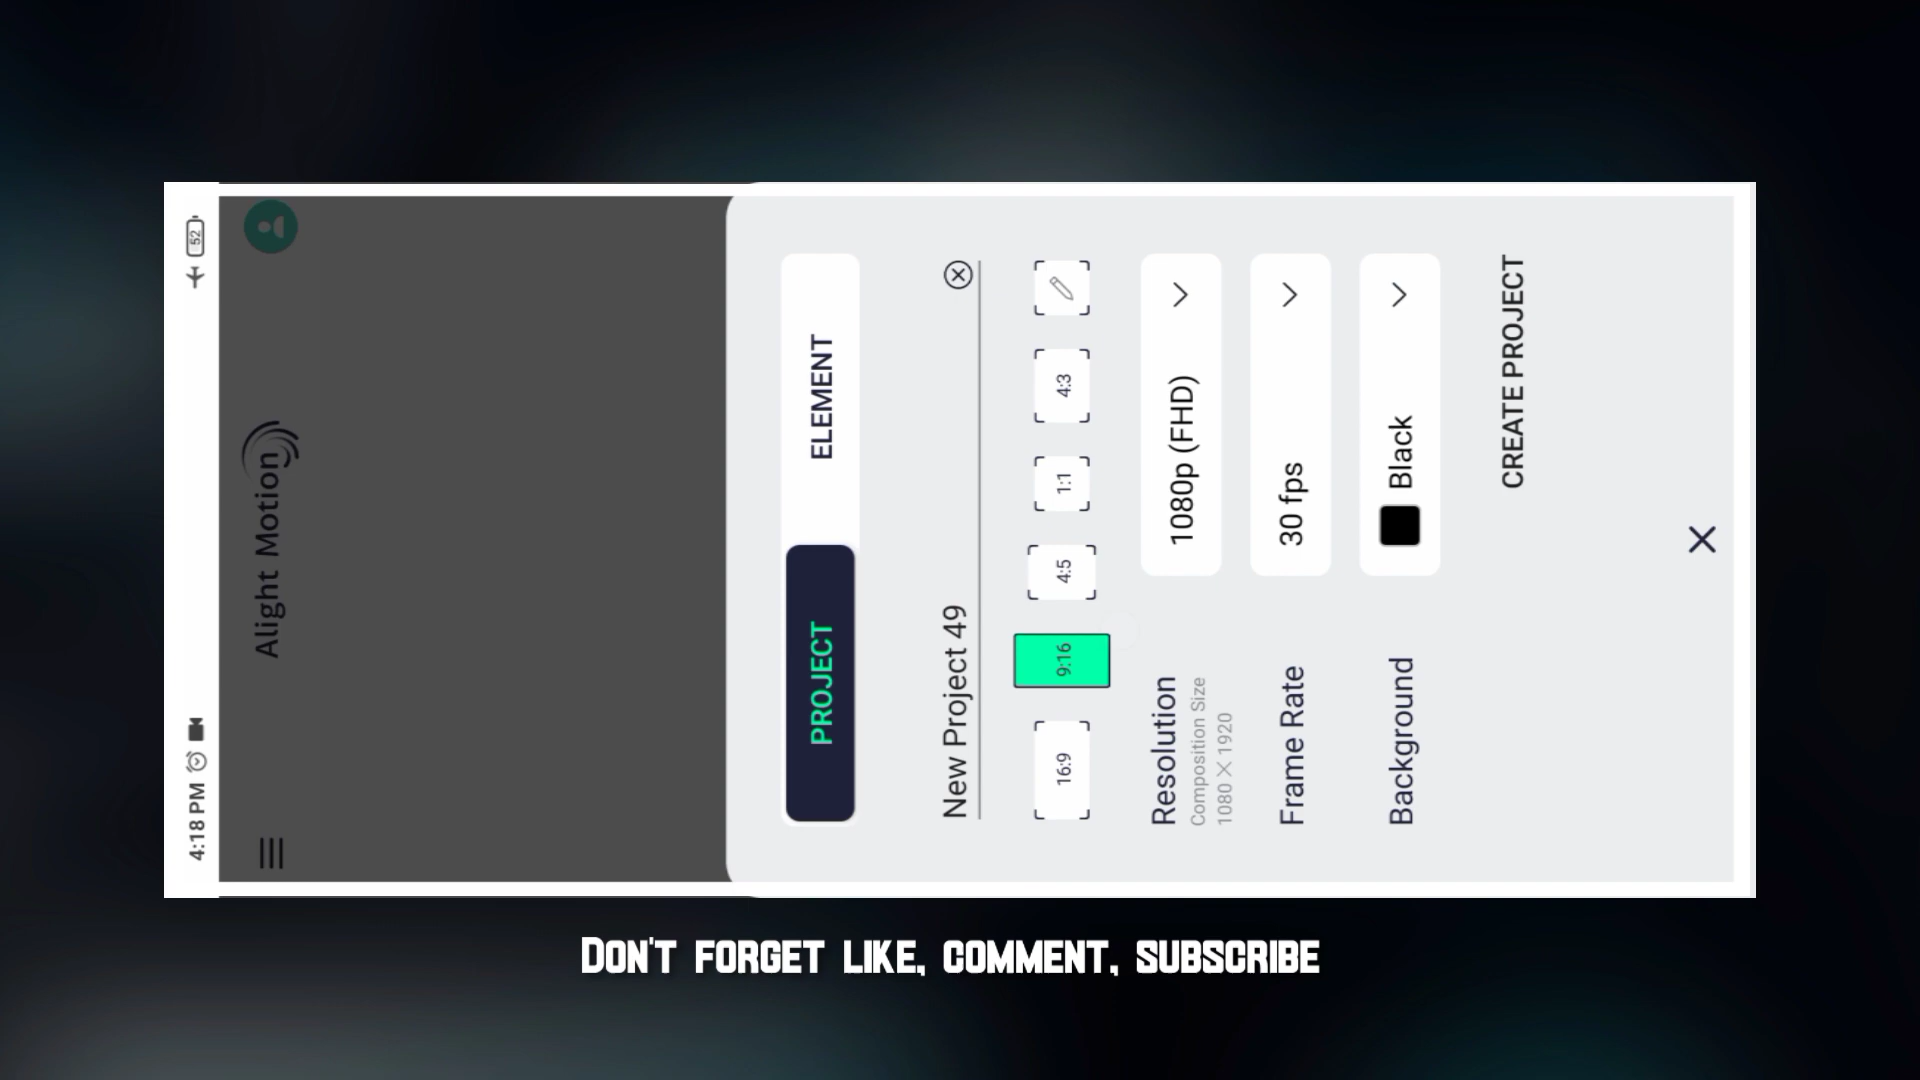 4:18 PM
52
Alight Motion
PROJECT ELEMENT
New Project 49
16:9 9:16 4:5 1:1 4:3
Resolution 1080p (FHD)
Composition Size
1080 × 1920
Frame Rate 30 fps
Background Black
CREATE PROJECT
Don't forget like, comment, subscribe